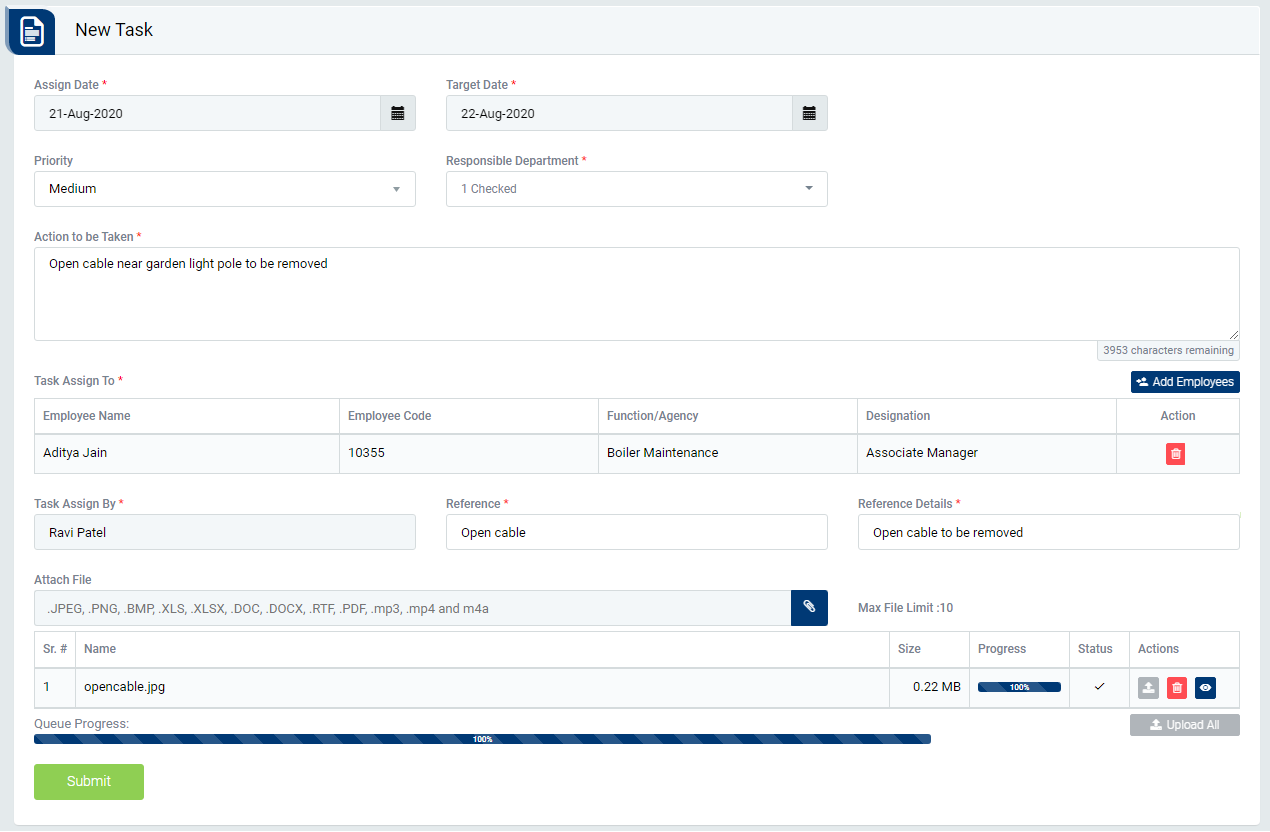 New Task
Assign Date *
Target Date *
21-Aug-2020
22-Aug-2020
Priority
Responsible Department *
Medium
1 Checked
Action to be Taken *
Open cable near garden light pole to be removed
3953 characters remaining
Task Assign To *
Add Employees
Employee Name Employee Code Function/Agency Designation Action
Aditya Jain 10355 Boiler Maintenance Associate Manager
Task Assign By *
Reference *
Reference Details *
Ravi Patel
Open cable
Open cable to be removed
Attach File
.JPEG, .PNG, .BMP, .XLS, .XLSX, .DOC, .DOCX, .RTF, .PDF, .mp3, .mp4 and m4a
Max File Limit :10
Sr. # Name Size Progress Status Actions
1 opencable.jpg 0.22 MB 100%
Queue Progress:
Upload All
100%
Submit